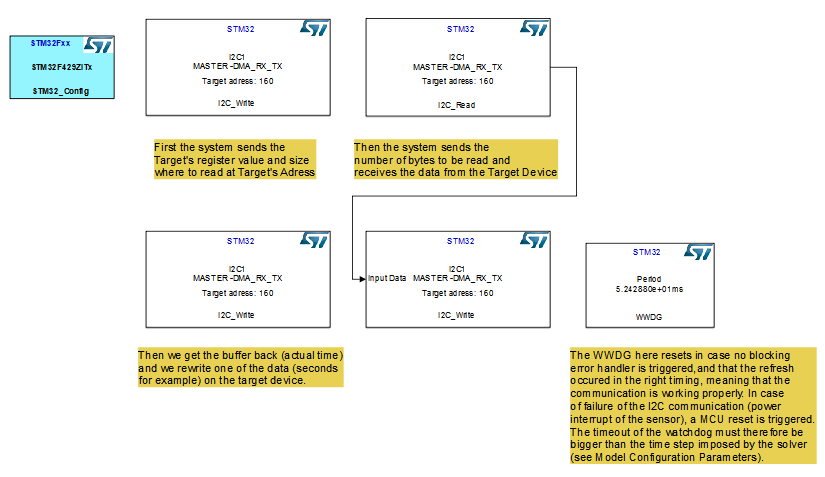 STM32Fxx
STM32F429ZITx
STM32_Config
STM32
I2C1
MASTER-DMA_RX_TX
Target adress: 160
I2C_Write
STM32
I2C1
MASTER-DMA_RX_TX
Target adress: 160
I2C_Read
First the system sends the
Target's register value and size
where to read at Target's Adress
Then the system sends the
number of bytes to be read and
receives the data from the Target Device
STM32
I2C1
MASTER-DMA_RX_TX
Target adress: 160
I2C_Write
STM32
I2C1
Input Data MASTER-DMA_RX_TX
Target adress: 160
I2C_Write
STM32
Period
5.242880e+01ms
WWDG
Then we get the buffer back (actual time)
and we rewrite one of the data (seconds
for example) on the target device.
The WWDG here resets in case no blocking
error handler is triggered, and that the refresh
occured in the right timing, meaning that the
communication is working properly. In case
of failure of the I2C communication (power
interrupt of the sensor), a MCU reset is triggered.
The timeout of the watchdog must therefore be
bigger than the time step imposed by the solver
(see Model Configuration Parameters).